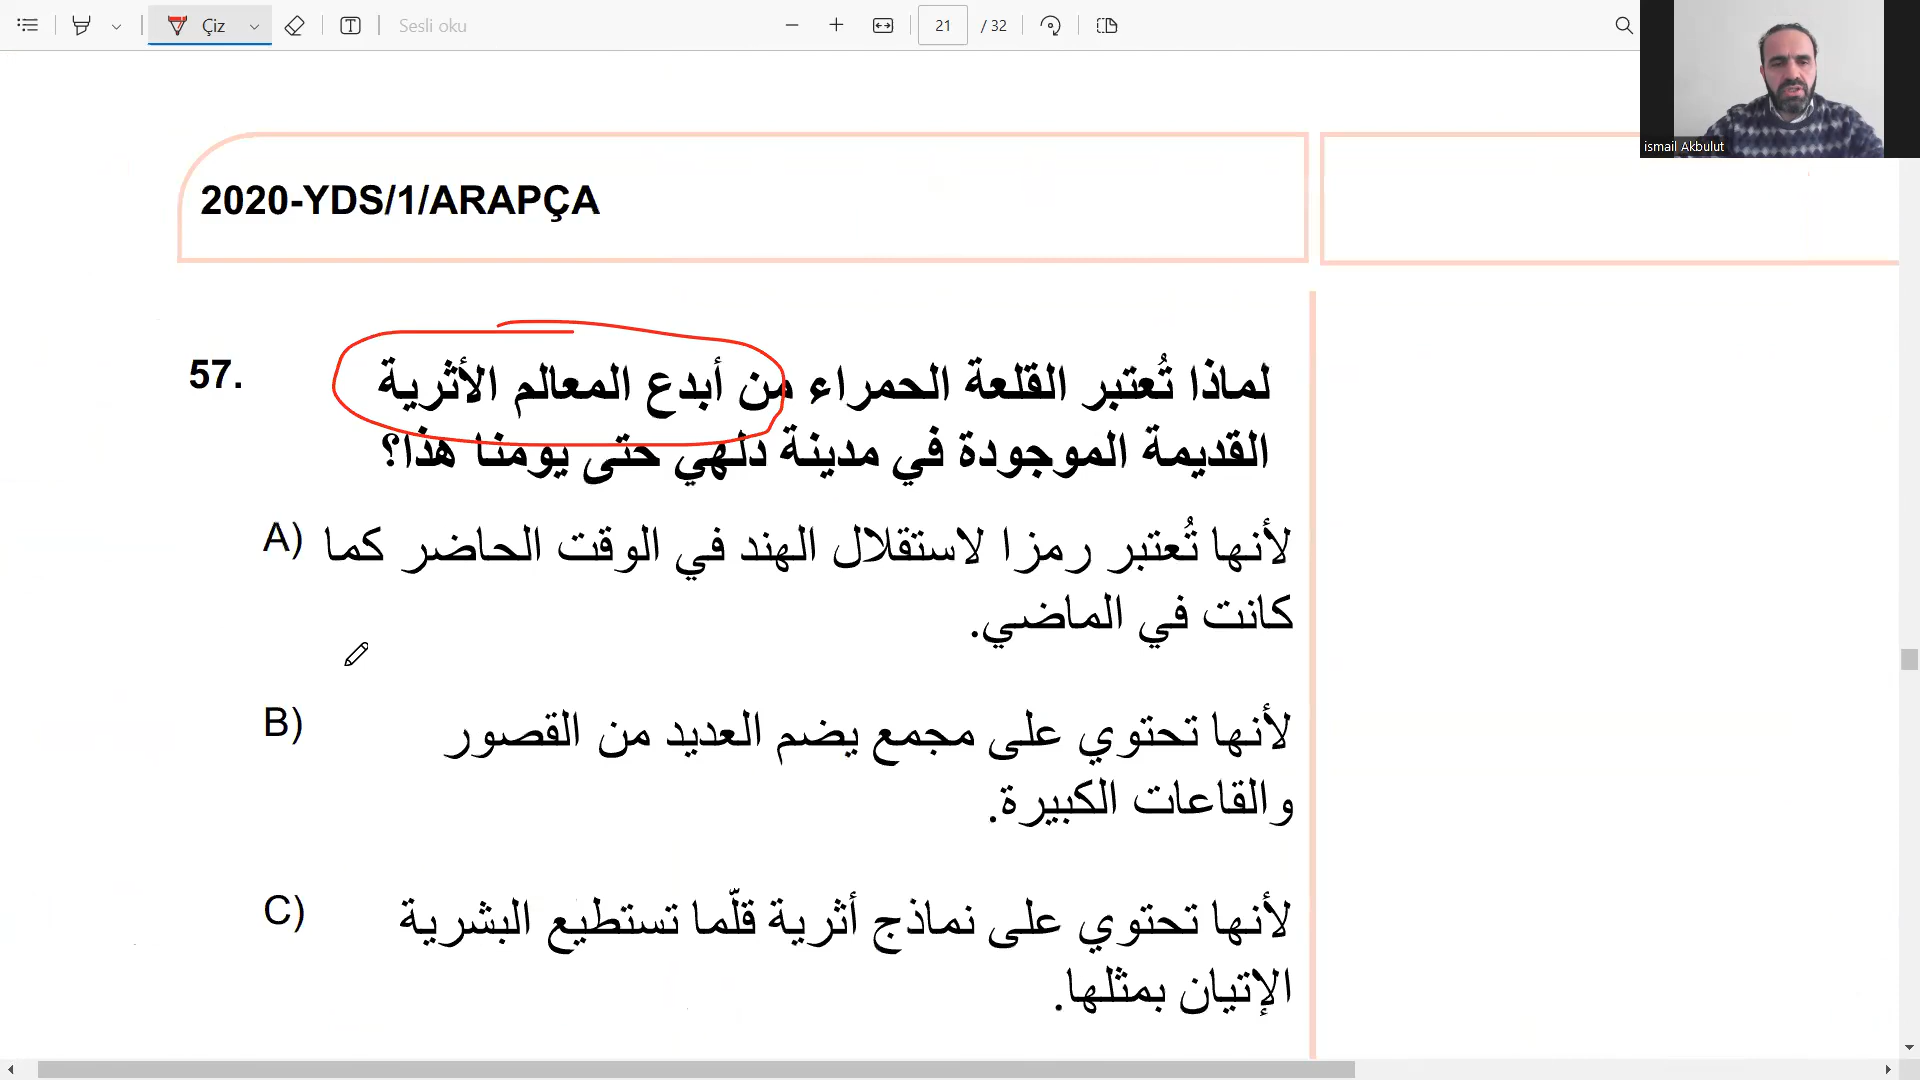 Çiz
Sesli oku
21
/ 32
ismail Akbulut
2020-YDS/1/ARAPÇA
57.
لماذا تُعتبر القلعة الحمراء من أبدع المعالم الأثرية
القديمة الموجودة في مدينة دلهي حتى يومنا هذا؟
A) لأنها تُعتبر رمزا لاستقلال الهند في الوقت الحاضر كما
كانت في الماضي.
B) لأنها تحتوي على مجمع يضم العديد من القصور
والقاعات الكبيرة.
C) لأنها تحتوي على نماذج أثرية قلّما تستطيع البشرية
الإتيان بمثلها.